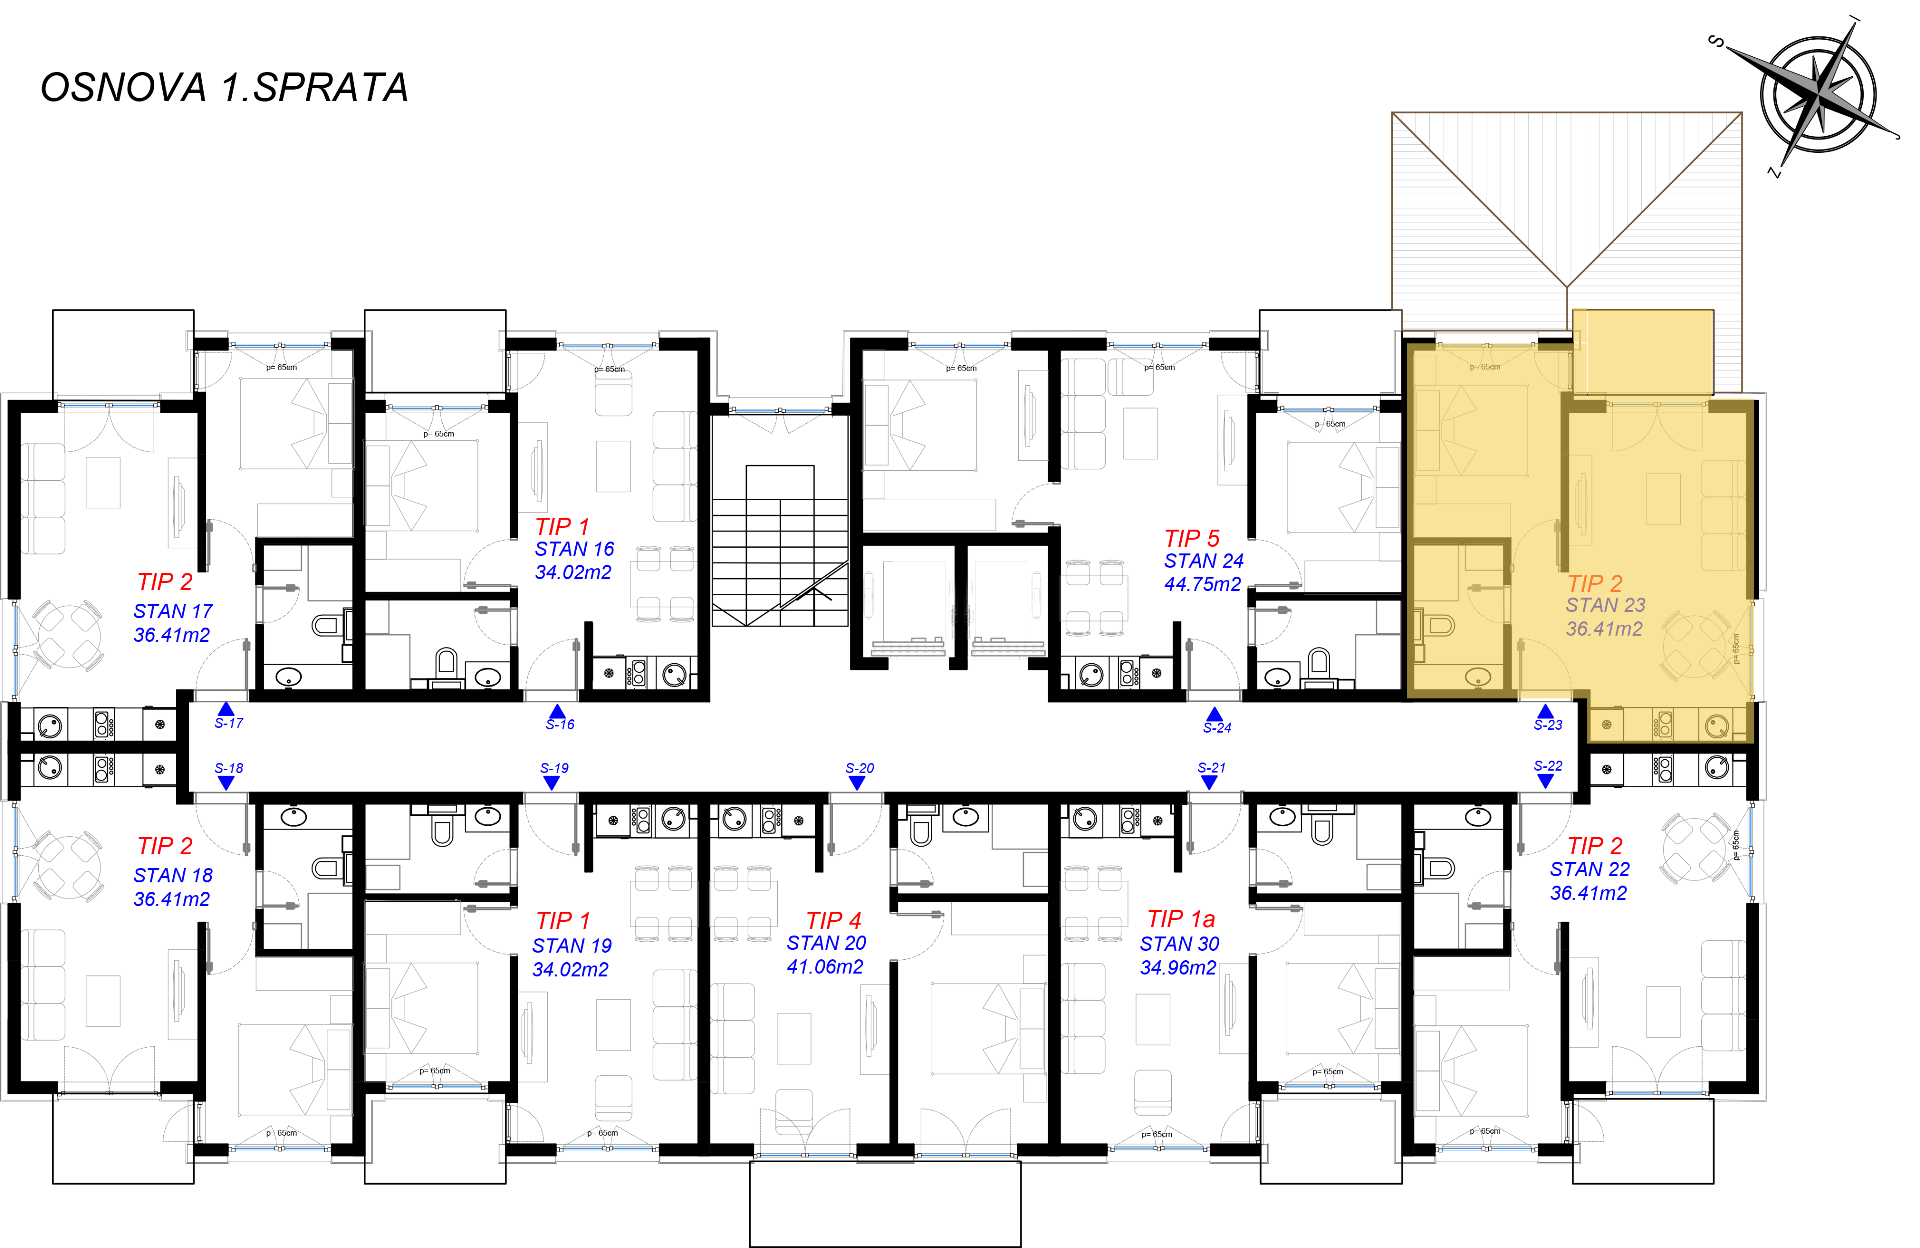 OSNOVA 1.SPRATA
S
I
J
Z
p= 65cm
p= 65cm
p= 65cm
p= 65cm
p= 65cm
p- 65cm
p- 65cm
TIP 1
STAN 16
34.02m2
TIP 5
STAN 24
44.75m2
TIP 2
STAN 17
36.41m2
TIP 2
STAN 23
36.41m2
p= 65cm
S-17
S-16
S-24
S-23
S-18
S-19
S-20
S-21
S-22
TIP 2
STAN 18
36.41m2
TIP 2
STAN 22
36.41m2
p= 65cm
TIP 1
STAN 19
34.02m2
TIP 4
STAN 20
41.06m2
TIP 1a
STAN 30
34.96m2
p= 65cm
p- 65cm
p- 65cm
p- 65cm
p= 65cm
p= 65cm